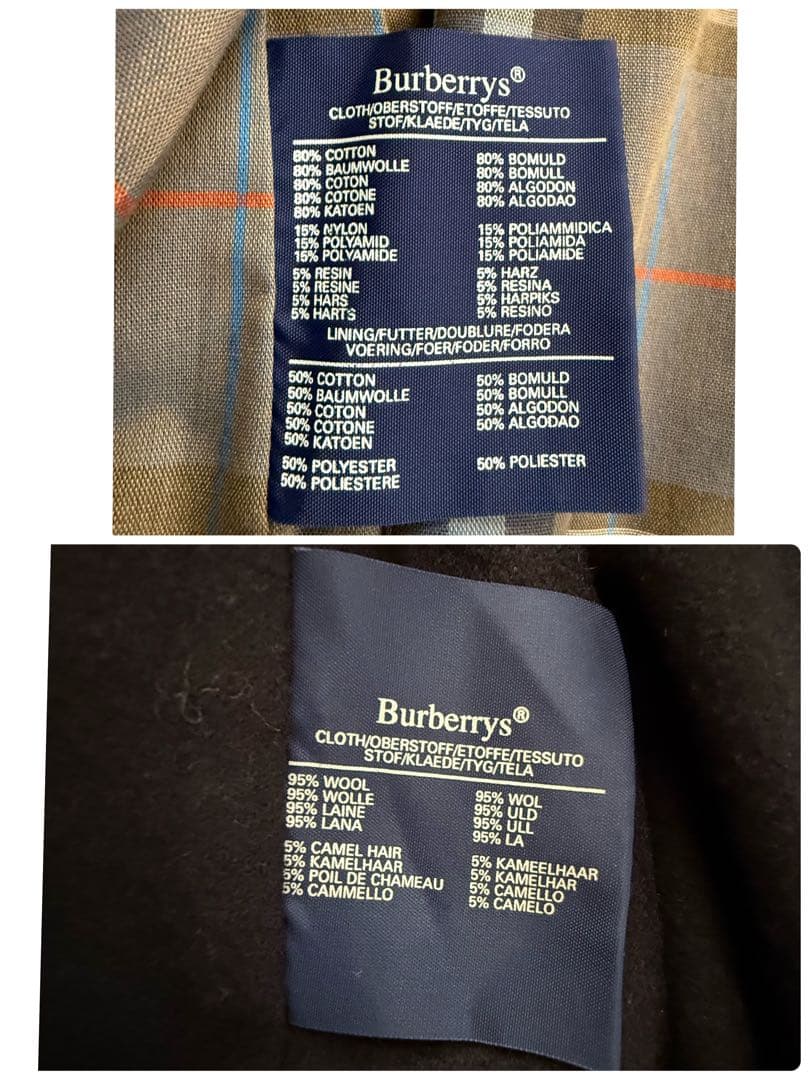 Burberrys®
CLOTH/OBERSTOFF/ETOFFE/TESSUTO
STOF/KLAEDE/TYG/TELA
80% COTTON
80% BAUMWOLLE
80% COTON
80% COTONE
80% KATOEN
80% BOMULD
80% BOMULL
80% ALGODON
80% ALGODAO
15% NYLON
15% POLYAMID
15% POLYAMIDE
15% POLIAMMIDICA
15% POLIAMIDA
15% POLIAMIDE
5% RESIN
5% RESINE
5% HARS
5% HARTS
5% HARZ
5% RESINA
5% HARPIKS
5% RESINO
LINING/FUTTER/DOUBLURE/FODERA
VOERING/FOER/FODER/FORRO
50% COTTON
50% BAUMWOLLE
50% COTON
50% COTONE
50% KATOEN
50% BOMULD
50% BOMULL
50% ALGODON
50% ALGODAO
50% POLYESTER
50% POLIESTERE
50% POLIESTER
Burberrys®
CLOTH/OBERSTOFF/ETOFFE/TESSUTO
STOF/KLAEDE/TYG/TELA
95% WOOL
95% WOLLE
95% LAINE
95% LANA
95% WOL
95% ULD
95% ULL
95% LA
5% CAMEL HAIR
5% KAMELHAAR
5% POIL DE CHAMEAU
5% CAMMELLO
5% KAMEELHAAR
5% KAMELHAR
5% CAMELLO
5% CAMELO